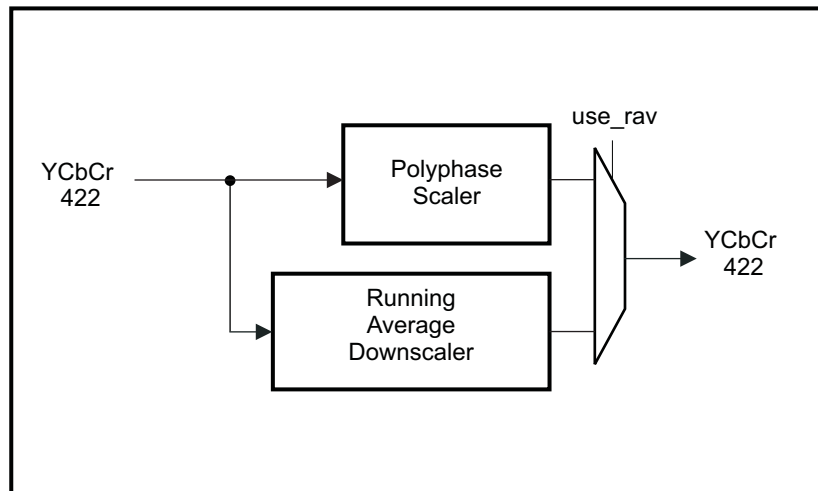 use_rav
YCbCr
422
Polyphase
Scaler
YCbCr
422
Running
Average
Downscaler